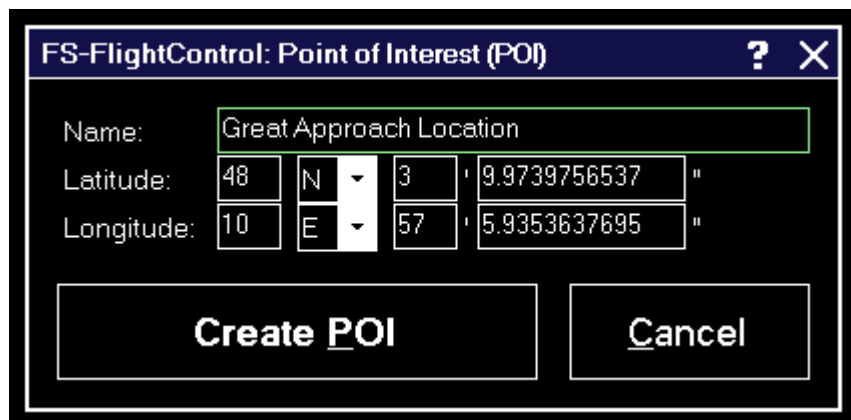 FS-FlightControl: Point of Interest (POI) ? X
Name: Great Approach Location
Latitude: 48 N 3 ' 9.9739756537 "
Longitude: 10 E 57 ' 5.9353637695 "
Create POI Cancel